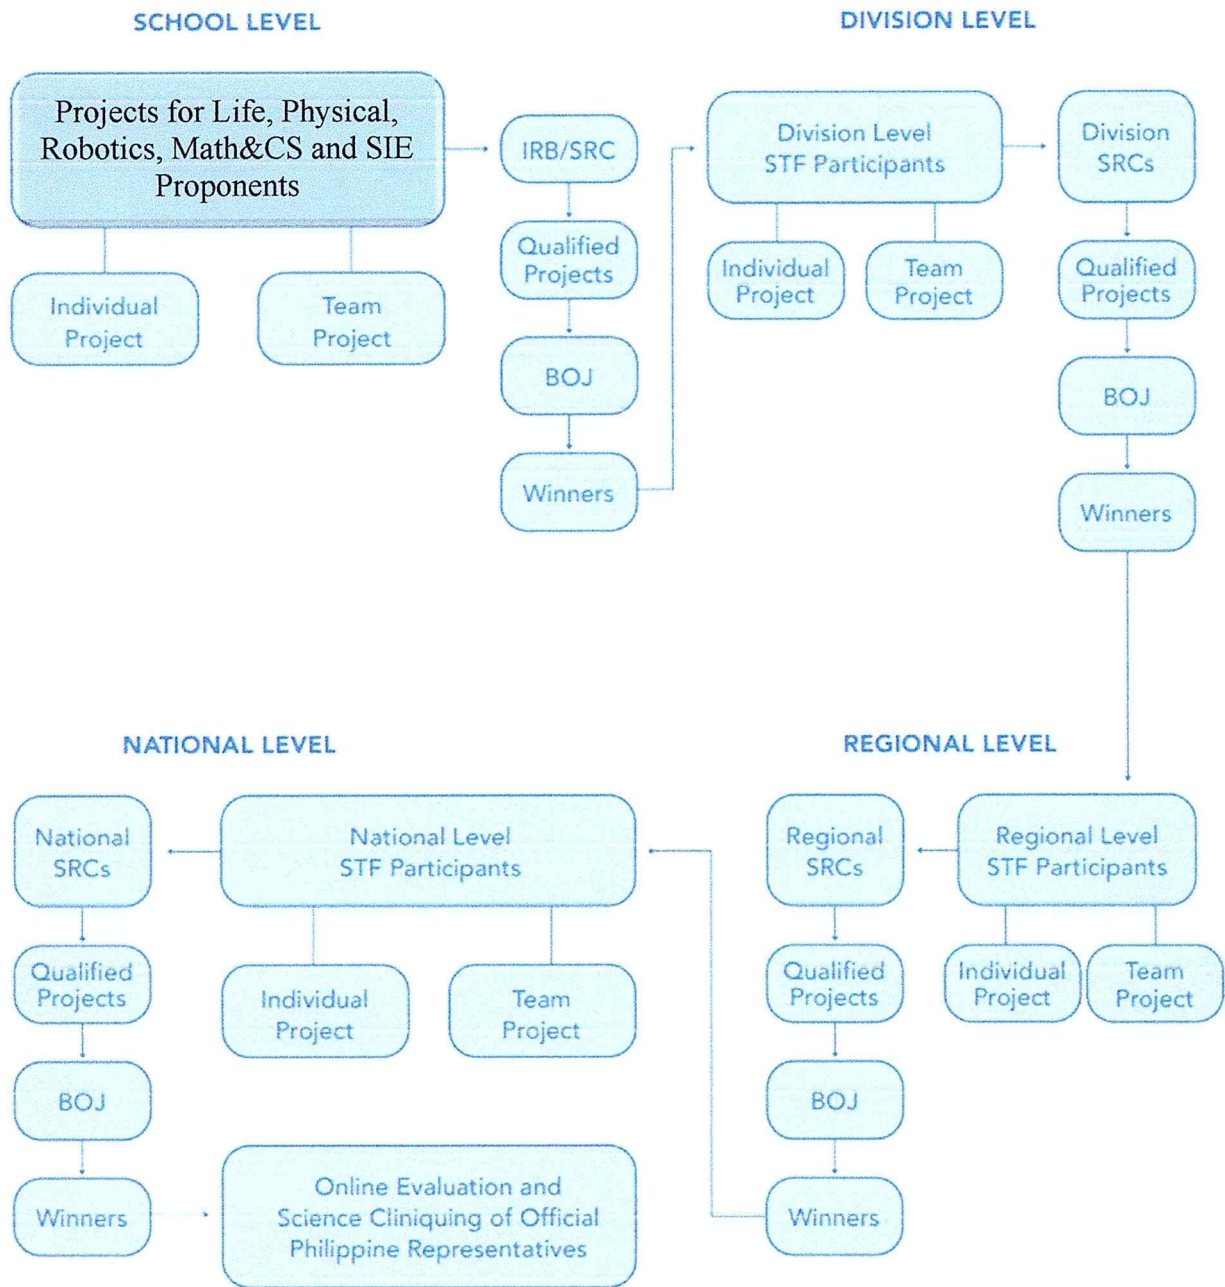 SCHOOL LEVEL
Projects for Life, Physical,
Robotics, Math&CS and SIE
Proponents
Individual
Project
Team
Project
IRB/SRC
Qualified
Projects
BOJ
Winners
DIVISION LEVEL
Division Level
STF Participants
Individual
Project
Team
Project
Division
SRCs
Qualified
Projects
BOJ
Winners
REGIONAL LEVEL
Regional Level
STF Participants
Individual
Project
Team
Project
Regional
SRCs
Qualified
Projects
BOJ
Winners
NATIONAL LEVEL
National Level
STF Participants
Individual
Project
Team
Project
National
SRCs
Qualified
Projects
BOJ
Winners
Online Evaluation and
Science Cliniquing of Official
Philippine Representatives